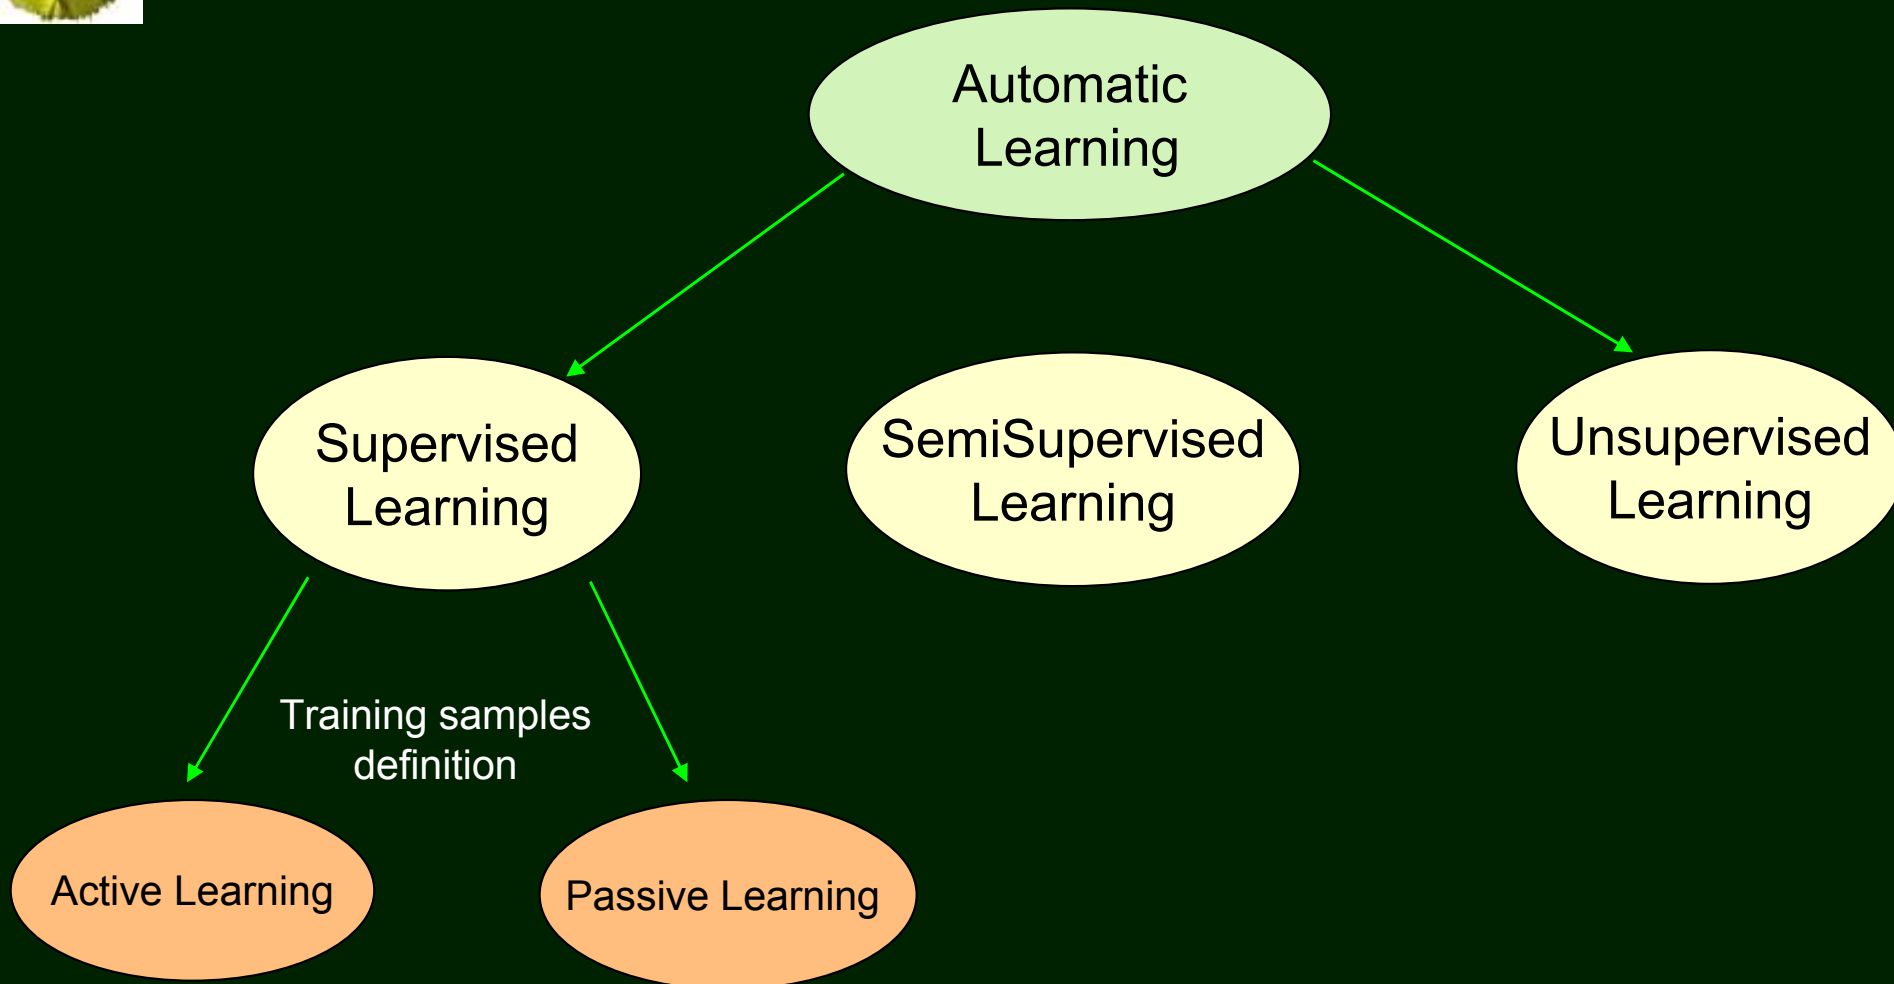 Automatic
Learning
Supervised
Learning
SemiSupervised
Learning
Unsupervised
Learning
Training samples
definition
Active Learning
Passive Learning